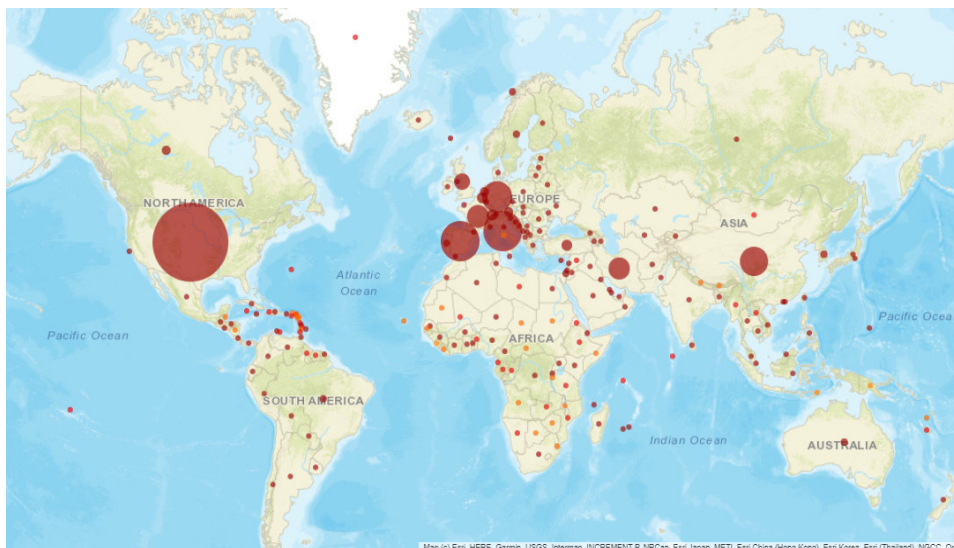 NORTH AMERICA
EUROPE
ASIA
Atlantic
Ocean
Pacific Ocean
Pacific Ocea
AFRICA
SOUTH AMERICA
Indian Ocean
AUSTRALIA
Map (c) Esri, HERE, Garmin, USGS, Intermap, INCREMENT P, NRCan, Esri Japan, METI, Esri China (Hong Kong), Esri Korea, Esri (Thailand), NGCC, O